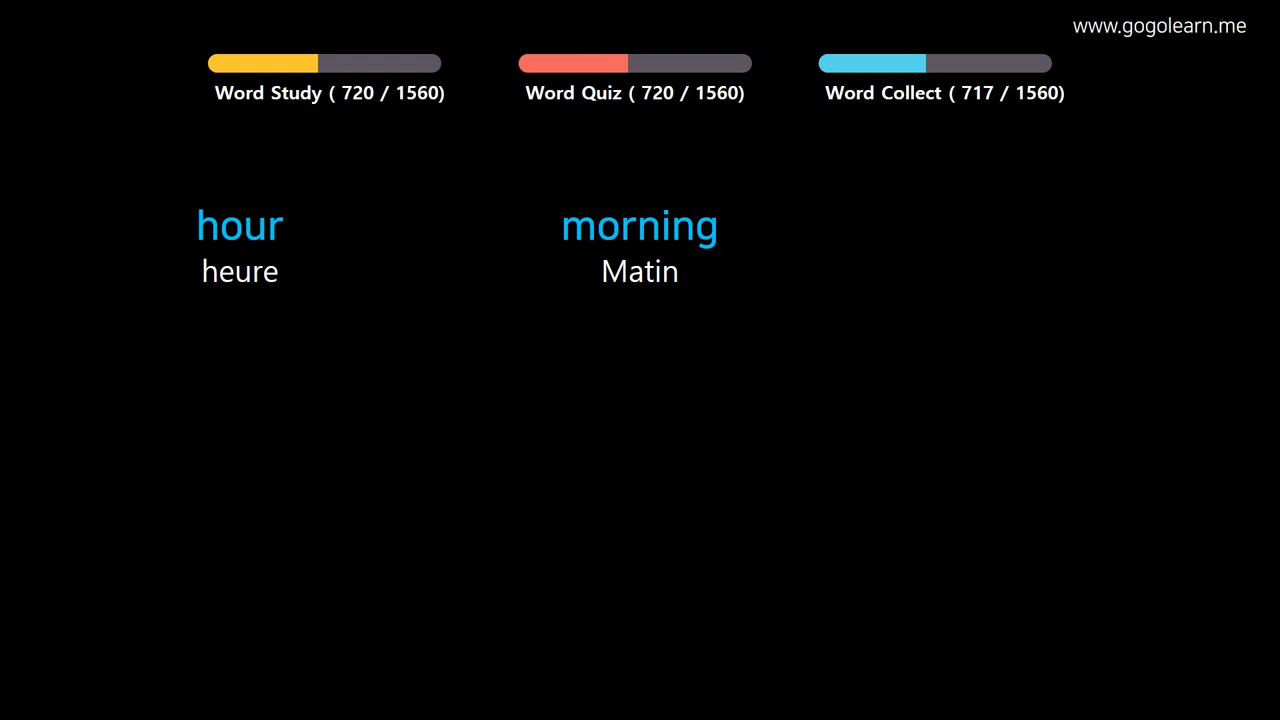 www.gogolearn.me
Word Study ( 720 / 1560)
Word Quiz ( 720 / 1560)
Word Collect ( 717 / 1560)
hour
heure
morning
Matin